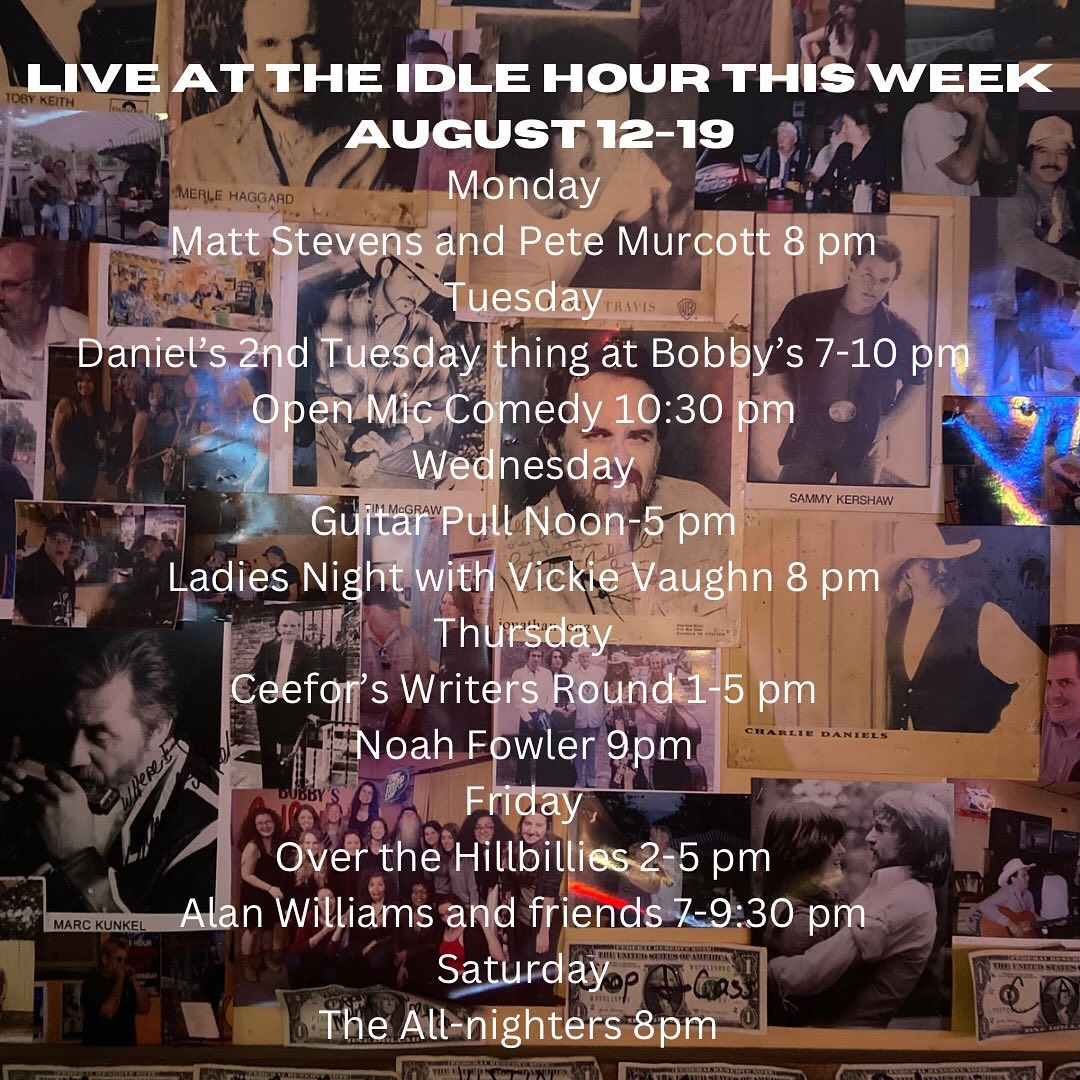 LIVE AT THE IDLE HOUR THIS WEEK
AUGUST 12-19
Monday
Matt Stevens and Pete Murcott 8 pm
Tuesday
Daniel’s 2nd Tuesday thing at Bobby’s 7-10 pm
Open Mic Comedy 10:30 pm
Wednesday
Guitar Pull Noon-5 pm
Ladies Night with Vickie Vaughn 8 pm
Thursday
Ceefor’s Writers Round 1-5 pm
Noah Fowler 9pm
Friday
Over the Hillbillies 2-5 pm
Alan Williams and friends 7-9:30 pm
Saturday
The All-nighters 8pm
TOBY KEITH
MERLE HAGGARD
TRAVIS
WB
TIM McGRAW
SAMMY KERSHAW
CHARLIE DANIELS
BOBBY'S
MARC KUNKEL